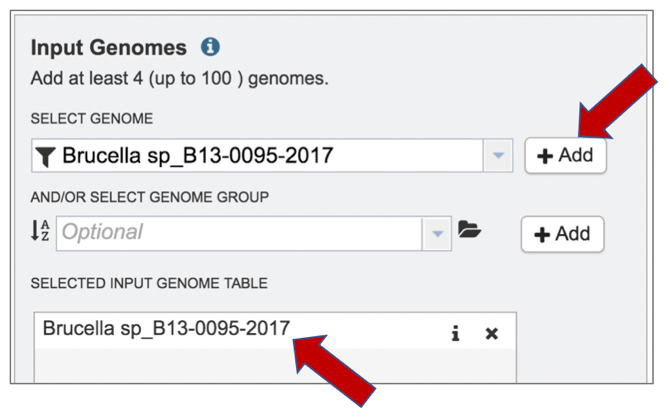 Input Genomes i
Add at least 4 (up to 100 ) genomes.
SELECT GENOME
Brucella sp_B13-0095-2017 + Add
AND/OR SELECT GENOME GROUP
A Z Optional + Add
SELECTED INPUT GENOME TABLE
Brucella sp_B13-0095-2017 i ×